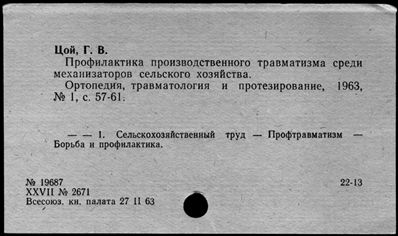 Цой, Г. В.
Профилактика производственного травматизма среди
механизаторов сельского хозяйства.
Ортопедия, травматология и протезирование, 1963,
№ 1, с. 57-61.
— — 1. Сельскохозяйственный труд — Профтравматизм —
Борьба и профилактика.
№ 19687
22-13
XXVII № 2671
Всесоюз. кн. палата 27 II 63